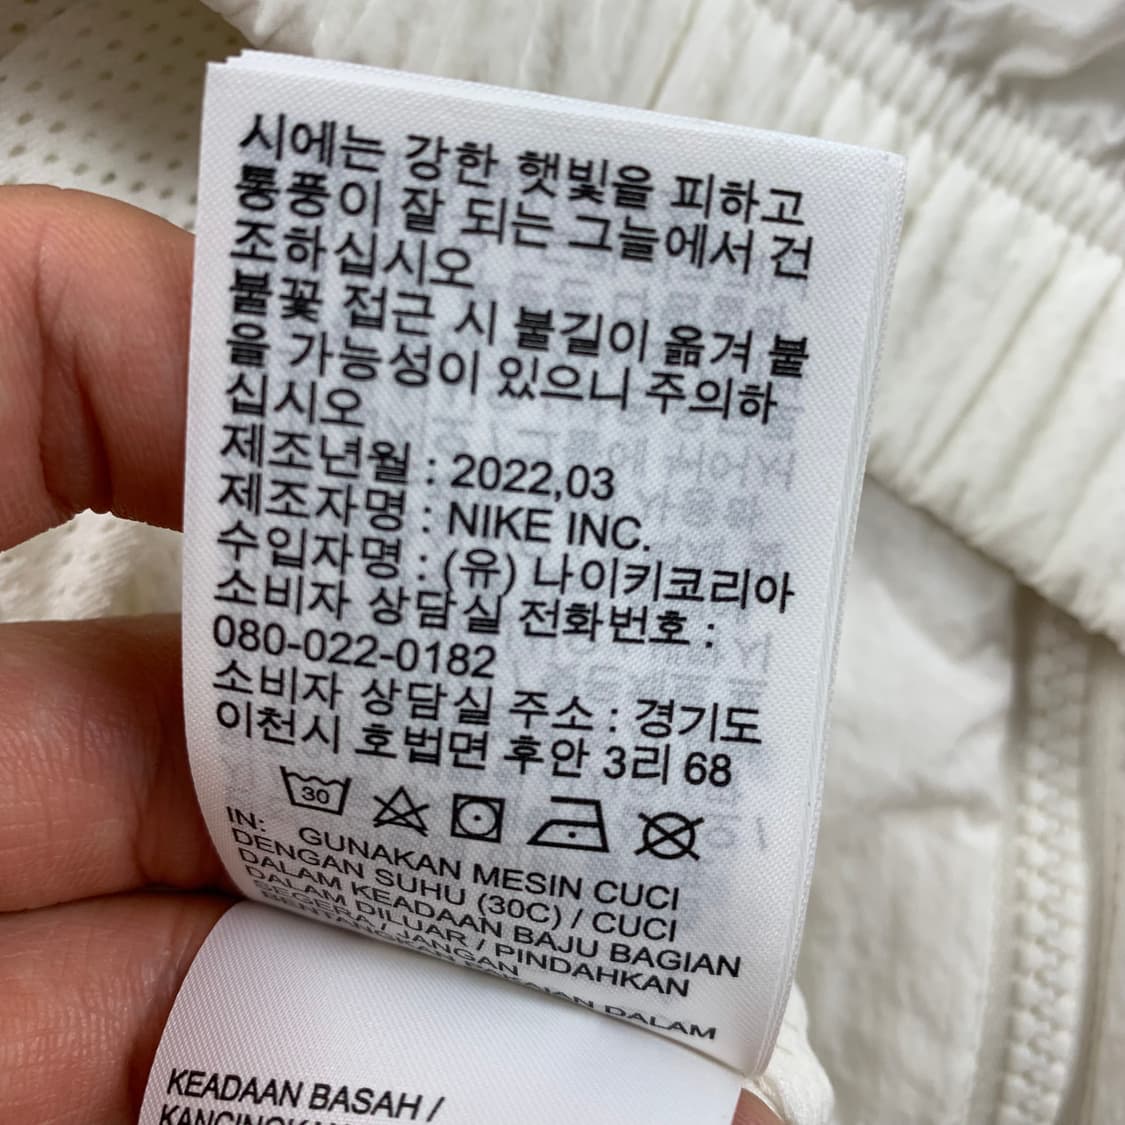 시에는 강한 햇빛을 피하고
통풍이 잘 되는 그늘에서 건
조하십시오
불꽃 접근 시 불길이 옮겨 붙
을 가능성이 있으니 주의하
십시오
제조년월 : 2022,03
제조자명 : NIKE INC.
수입자명 : (유) 나이키코리아
소비자 상담실 전화번호 :
080-022-0182
소비자 상담실 주소 : 경기도
이천시 호법면 후안 3리 68
30
IN: GUNAKAN MESIN CUCI
DENGAN SUHU (30C) / CUCI
DALAM KEADAAN BAJU BAGIAN
SEGERA DILUAR / PINDAHKAN
BENTANGKAN / JANGAN
PAKAIAN DALAM
KEADAAN BASAH /